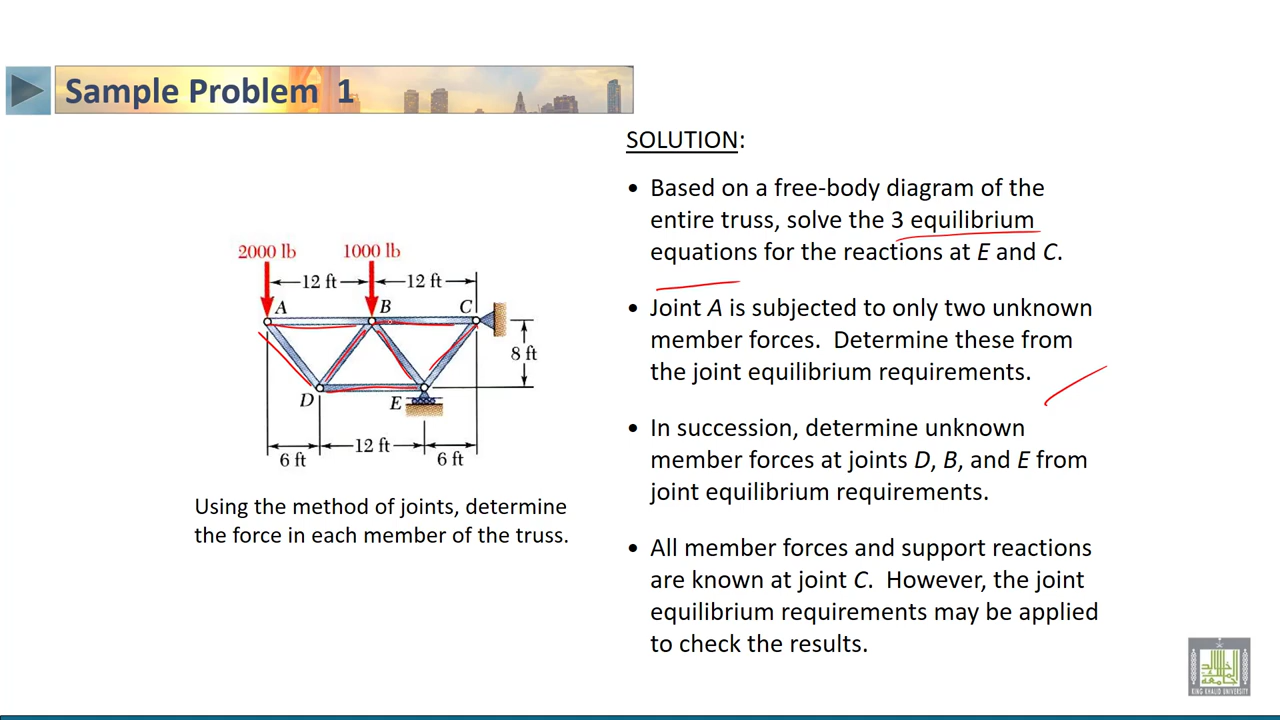 Sample Problem 1
SOLUTION:
• Based on a free-body diagram of the
entire truss, solve the 3 equilibrium
equations for the reactions at E and C.
• Joint A is subjected to only two unknown
member forces. Determine these from
the joint equilibrium requirements.
• In succession, determine unknown
member forces at joints D, B, and E from
joint equilibrium requirements.
• All member forces and support reactions
are known at joint C. However, the joint
equilibrium requirements may be applied
to check the results.
2000 lb
1000 lb
12 ft
12 ft
A
B
C
8 ft
D
E
6 ft
12 ft
6 ft
Using the method of joints, determine
the force in each member of the truss.
KING KHALID UNIVERSITY